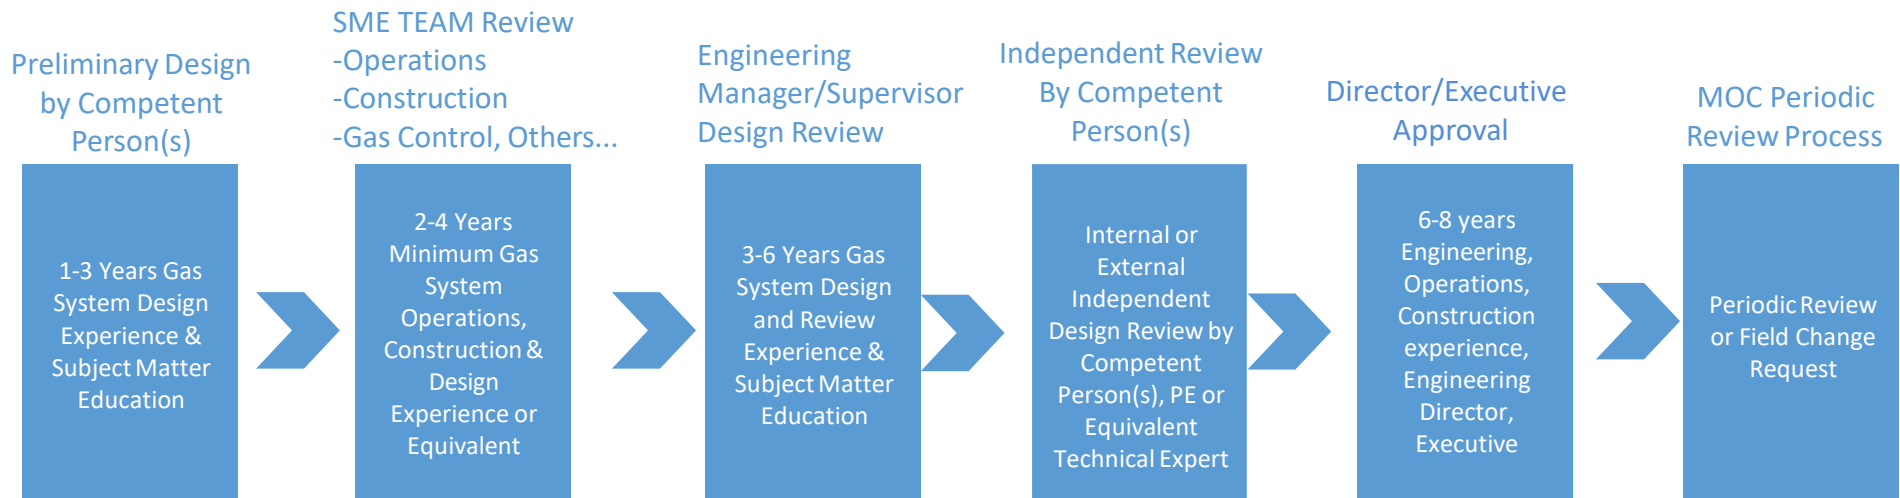 Preliminary Design
by Competent
Person(s)
1-3 Years Gas
System Design
Experience &
Subject Matter
Education
SME TEAM Review
-Operations
-Construction
-Gas Control, Others...
2-4 Years
Minimum Gas
System
Operations,
Construction &
Design
Experience or
Equivalent
Engineering
Manager/Supervisor
Design Review
3-6 Years Gas
System Design
and Review
Experience &
Subject Matter
Education
Independent Review
By Competent
Person(s)
Internal or
External
Independent
Design Review by
Competent
Person(s), PE or
Equivalent
Technical Expert
Director/Executive
Approval
6-8 years
Engineering,
Operations,
Construction
experience,
Engineering
Director,
Executive
MOC Periodic
Review Process
Periodic Review
or Field Change
Request